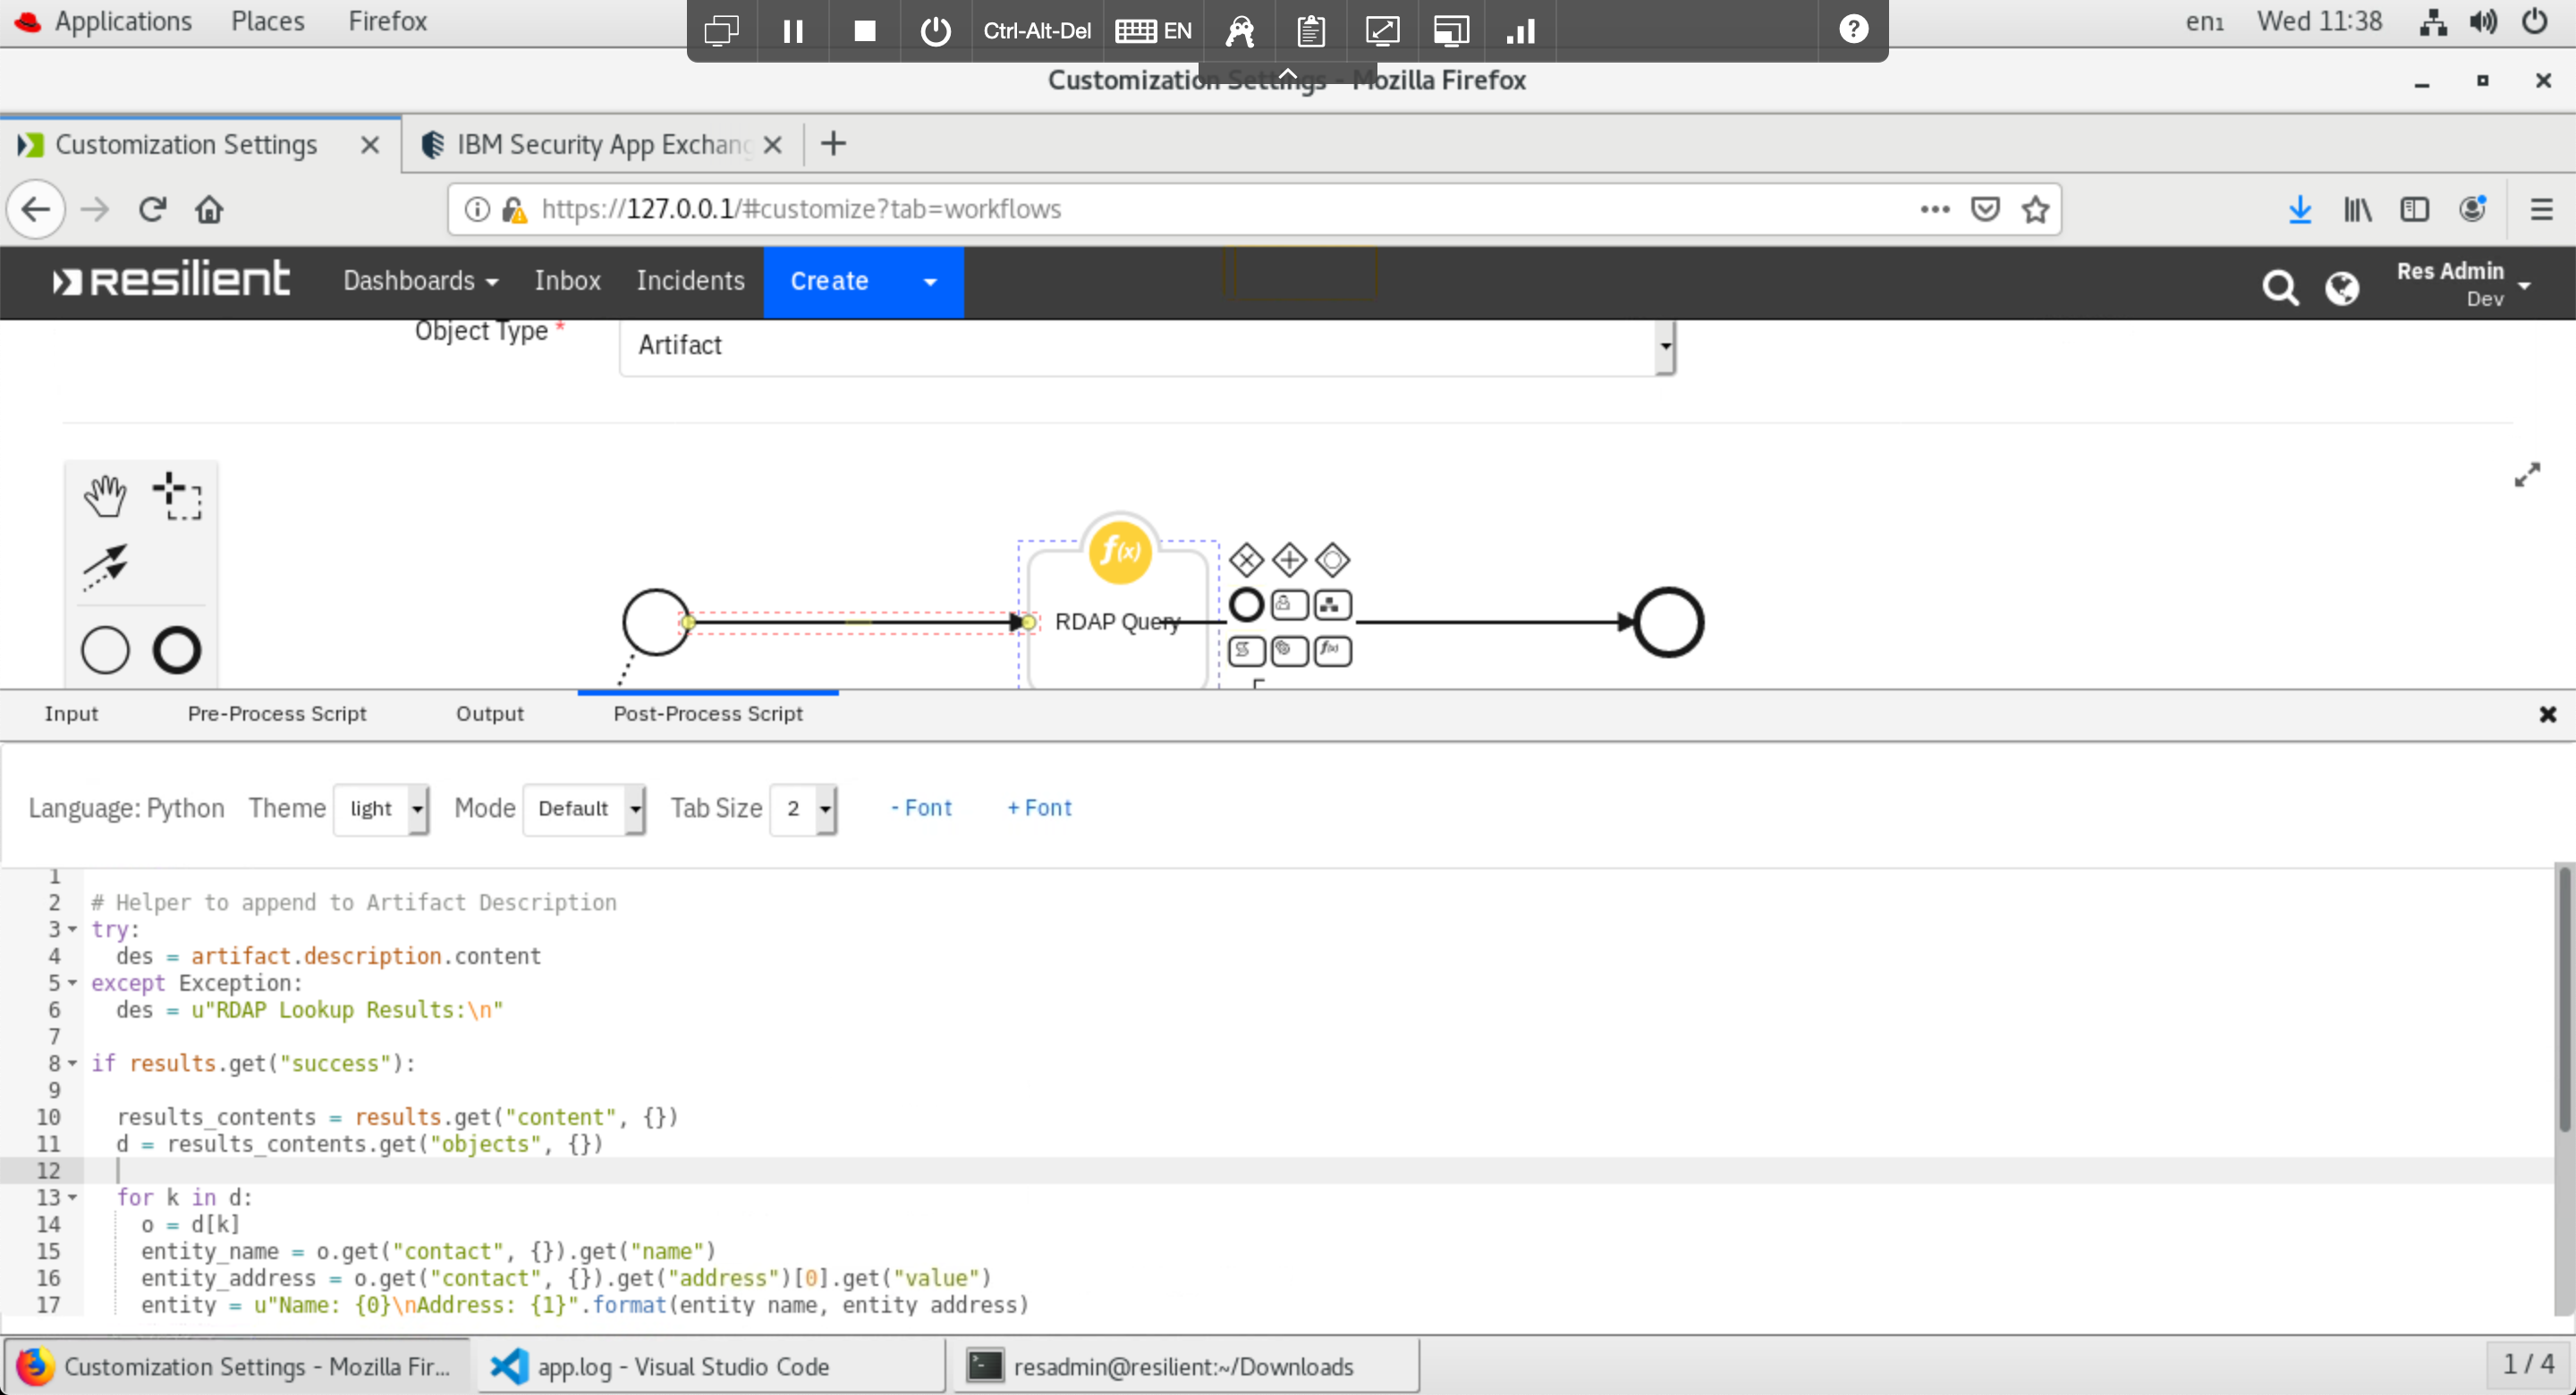 Applications Places Firefox
Ctrl-Alt-Del EN
en₁ Wed 11:38
Customization Settings - Mozilla Firefox
Customization Settings
IBM Security App Exchang
https://127.0.0.1/#customize?tab=workflows
resilient Dashboards Inbox Incidents Create
Res Admin
Dev
Object Type *
Artifact
f(x)
RDAP Query
f(x)
Input Pre-Process Script Output Post-Process Script
Language: Python Theme light Mode Default Tab Size 2 - Font + Font
1
2 # Helper to append to Artifact Description
3 try:
4 des = artifact.description.content
5 except Exception:
6 des = u"RDAP Lookup Results:\n"
7
8 if results.get("success"):
9
10 results_contents = results.get("content", {})
11 d = results_contents.get("objects", {})
12
13 for k in d:
14 o = d[k]
15 entity_name = o.get("contact", {}).get("name")
16 entity_address = o.get("contact", {}).get("address")[0].get("value")
17 entity = u"Name: {0}\nAddress: {1}".format(entity_name, entity_address)
Customization Settings - Mozilla Fir...
app.log - Visual Studio Code
resadmin@resilient:~/Downloads
1 / 4